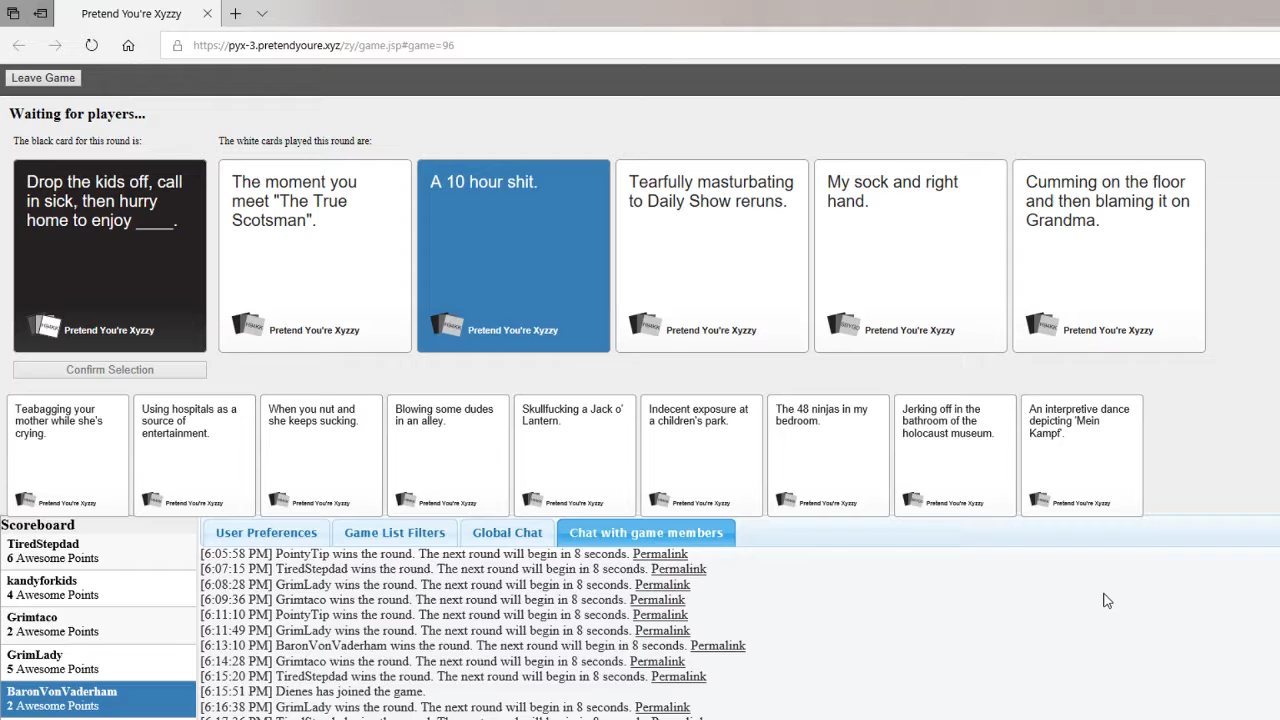 Pretend You're Xyzzy
https://pyx-3.pretendyoure.xyz/zy/game.jsp#game=96
Leave Game
Waiting for players...
The black card for this round is:
The white cards played this round are:
Drop the kids off, call
in sick, then hurry
home to enjoy ____.
Pretend You're Xyzzy
The moment you
meet "The True
Scotsman".
Pretend You're Xyzzy
A 10 hour shit.
Pretend You're Xyzzy
Tearfully masturbating
to Daily Show reruns.
Pretend You're Xyzzy
My sock and right
hand.
Pretend You're Xyzzy
Cumming on the floor
and then blaming it on
Grandma.
Pretend You're Xyzzy
Confirm Selection
Teabagging your
mother while she's
crying.
Pretend You're Xyzzy
Using hospitals as a
source of
entertainment.
Pretend You're Xyzzy
When you nut and
she keeps sucking.
Pretend You're Xyzzy
Blowing some dudes
in an alley.
Pretend You're Xyzzy
Skullfucking a Jack o'
Lantern.
Pretend You're Xyzzy
Indecent exposure at
a children's park.
Pretend You're Xyzzy
The 48 ninjas in my
bedroom.
Pretend You're Xyzzy
Jerking off in the
bathroom of the
holocaust museum.
Pretend You're Xyzzy
An interpretive dance
depicting 'Mein
Kampf'.
Pretend You're Xyzzy
Scoreboard
TiredStepdad
6 Awesome Points
kandyforkids
4 Awesome Points
Grimtaco
2 Awesome Points
GrimLady
5 Awesome Points
BaronVonVaderham
2 Awesome Points
User Preferences
Game List Filters
Global Chat
Chat with game members
[6:05:58 PM] PointyTip wins the round. The next round will begin in 8 seconds. Permalink
[6:07:15 PM] TiredStepdad wins the round. The next round will begin in 8 seconds. Permalink
[6:08:28 PM] GrimLady wins the round. The next round will begin in 8 seconds. Permalink
[6:09:36 PM] Grimtaco wins the round. The next round will begin in 8 seconds. Permalink
[6:11:10 PM] PointyTip wins the round. The next round will begin in 8 seconds. Permalink
[6:11:49 PM] GrimLady wins the round. The next round will begin in 8 seconds. Permalink
[6:13:10 PM] BaronVonVaderham wins the round. The next round will begin in 8 seconds. Permalink
[6:14:28 PM] Grimtaco wins the round. The next round will begin in 8 seconds. Permalink
[6:15:20 PM] TiredStepdad wins the round. The next round will begin in 8 seconds. Permalink
[6:15:51 PM] Dienes has joined the game.
[6:16:38 PM] GrimLady wins the round. The next round will begin in 8 seconds. Permalink